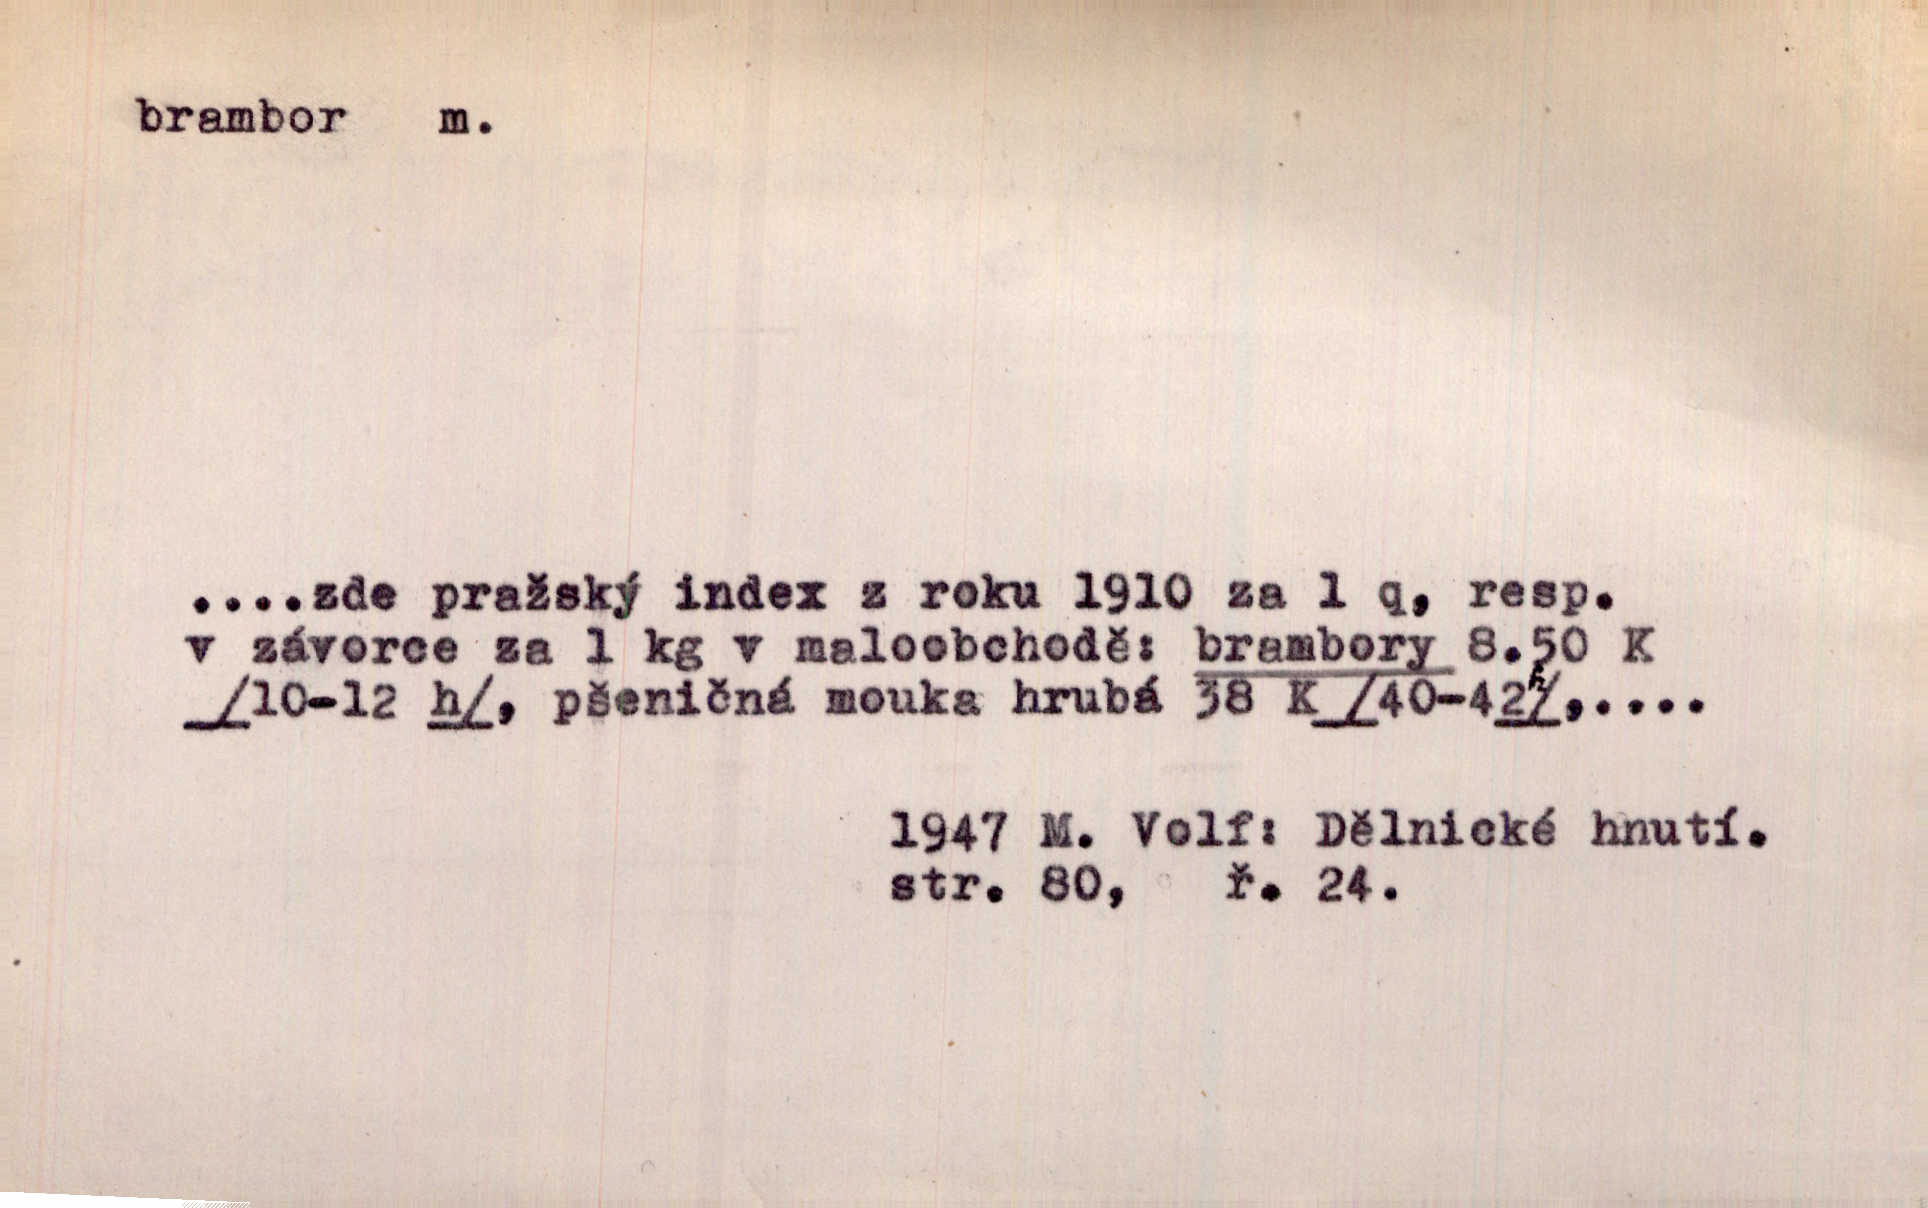 brambor m.
....zde pražský index z roku 1910 za 1 q, resp.
v závorce za 1 kg v maloobchodě: brambory 8.50 K
/10-12 h/, pšeničná mouka hrubá 38 K /40-42h/,....
1947 M. Volf: Dělnické hnutí.
str. 80, ř. 24.